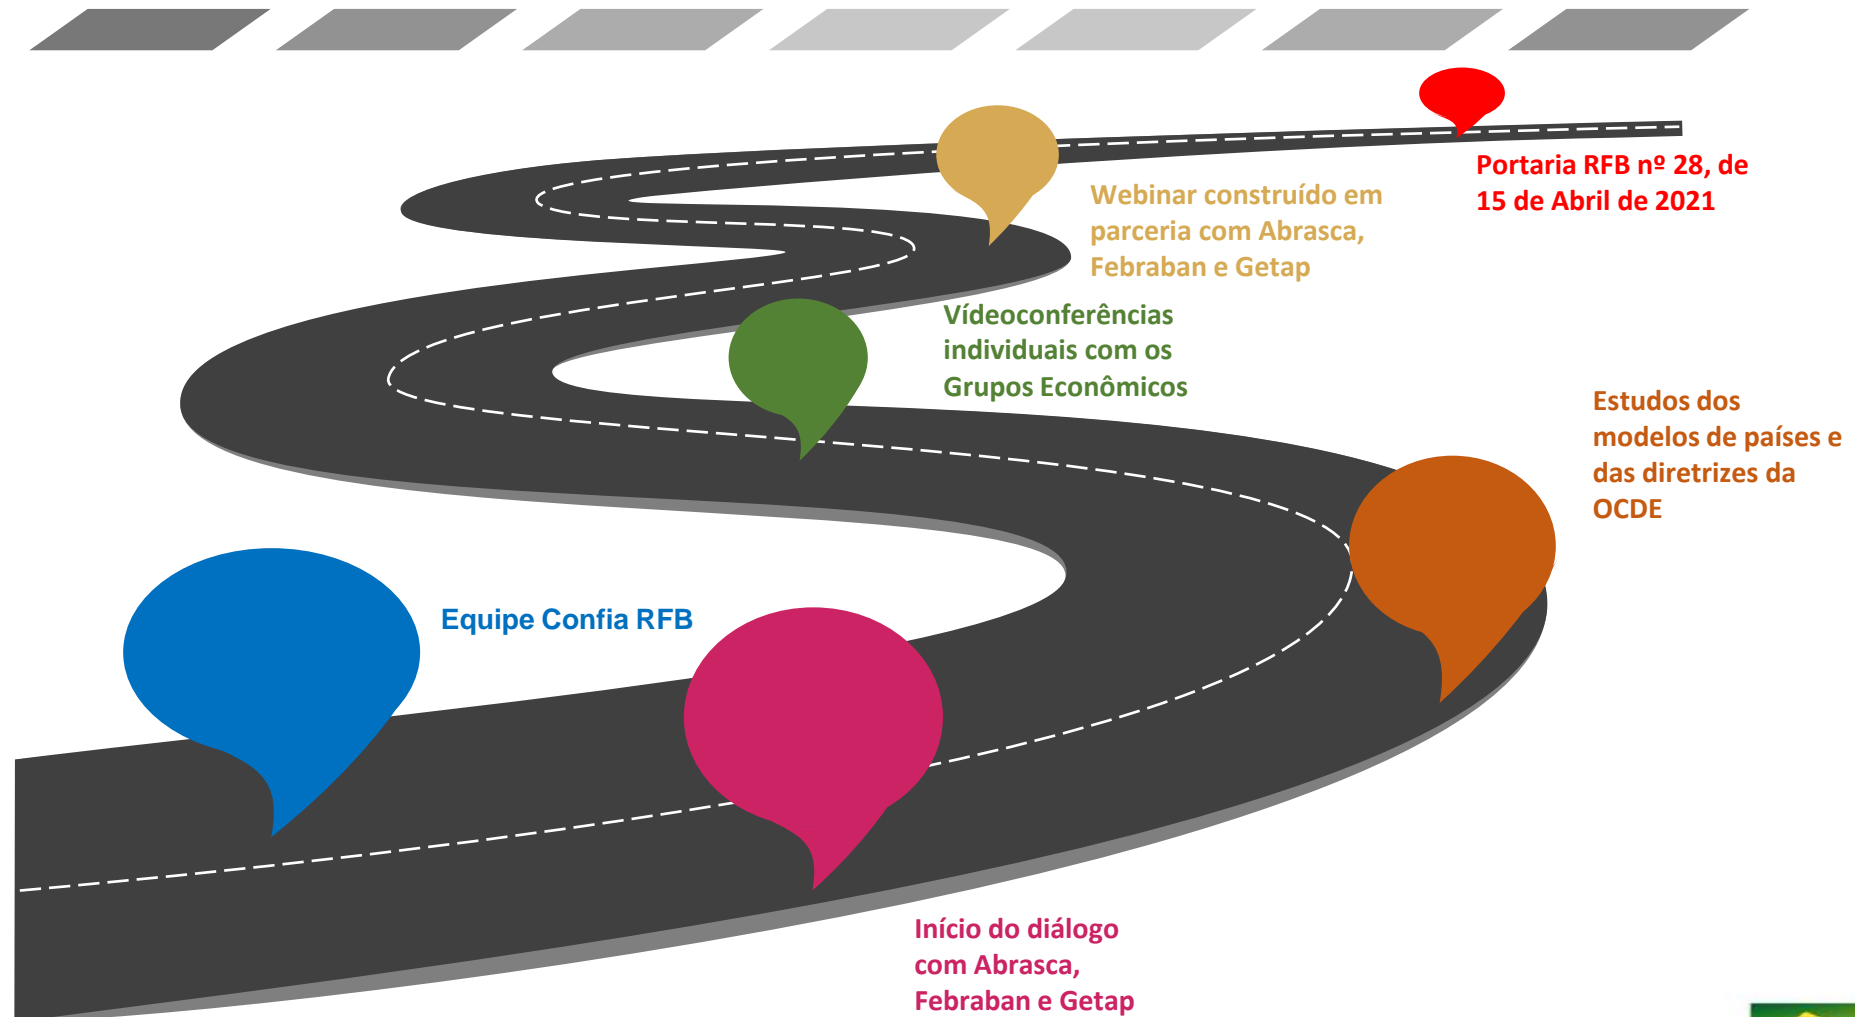 Portaria RFB nº 28, de
15 de Abril de 2021
Webinar construído em
parceria com Abrasca,
Febraban e Getap
Vídeoconferências
individuais com os
Grupos Econômicos
Estudos dos
modelos de países e
das diretrizes da
OCDE
Equipe Confia RFB
Início do diálogo
com Abrasca,
Febraban e Getap